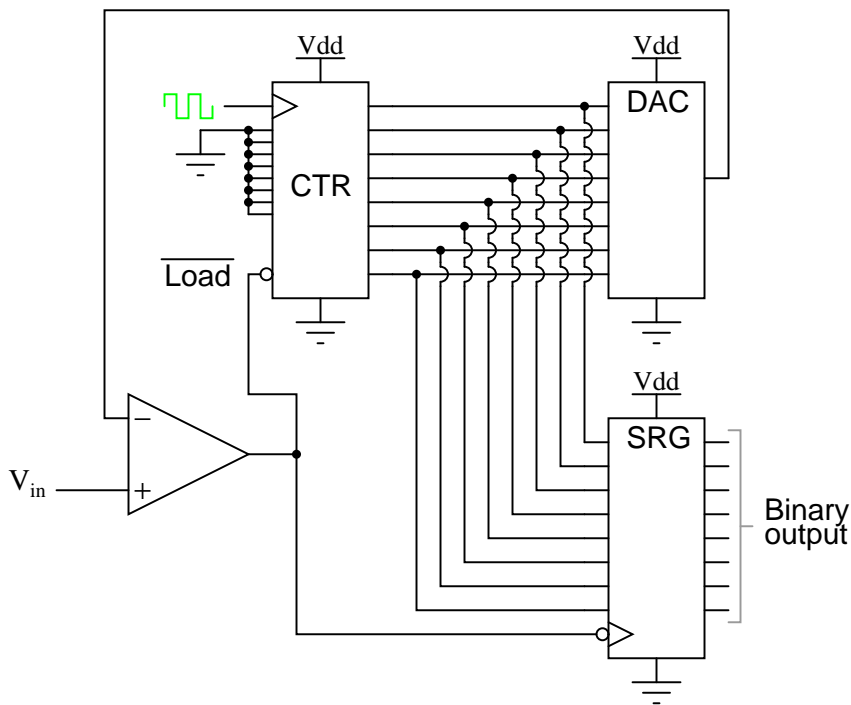 Vdd
Vdd
DAC
CTR
Load
Vdd
−
SRG
Vin
+
Binary
output